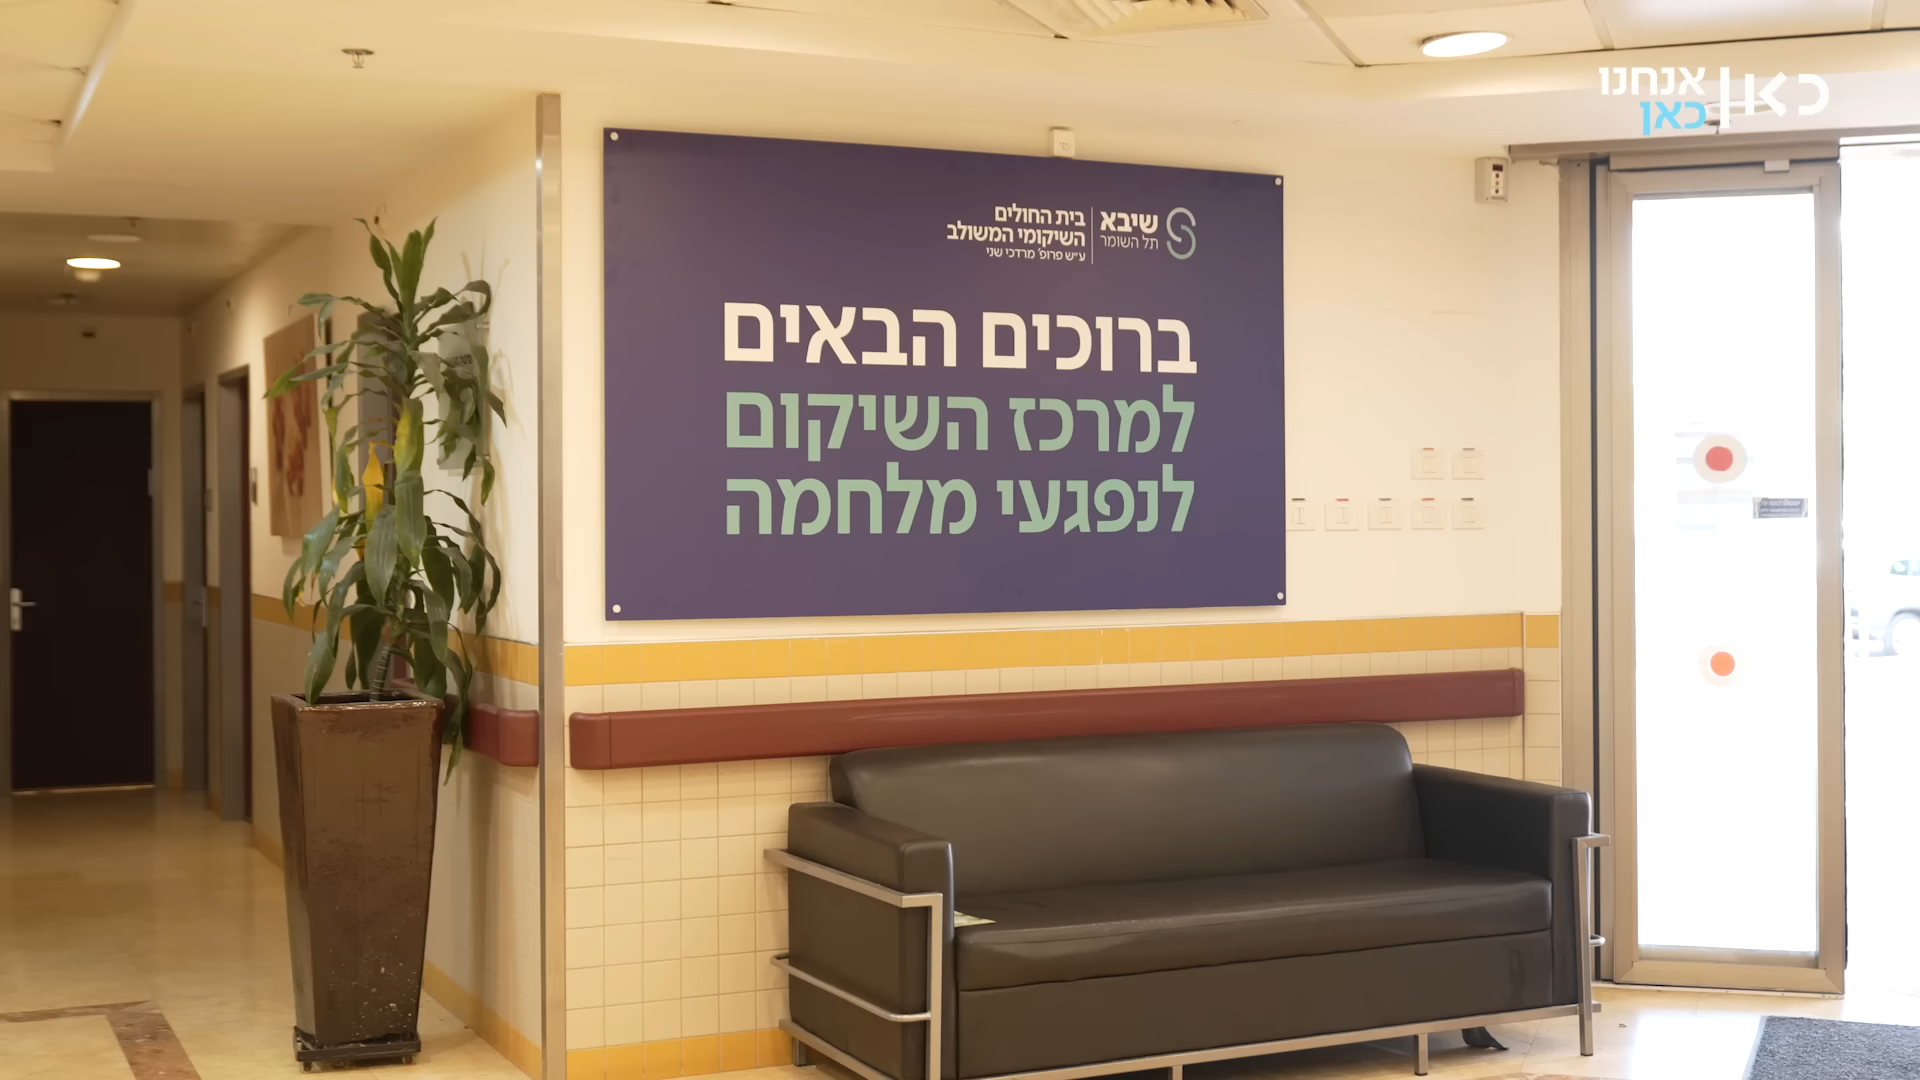 אנחנו
כאן
כאן
שיבא
תל השומר
בית החולים
השיקומי המשולב
ע״ש פרופ׳ מרדכי שני
ברוכים הבאים
למרכז השיקום
לנפגעי מלחמה